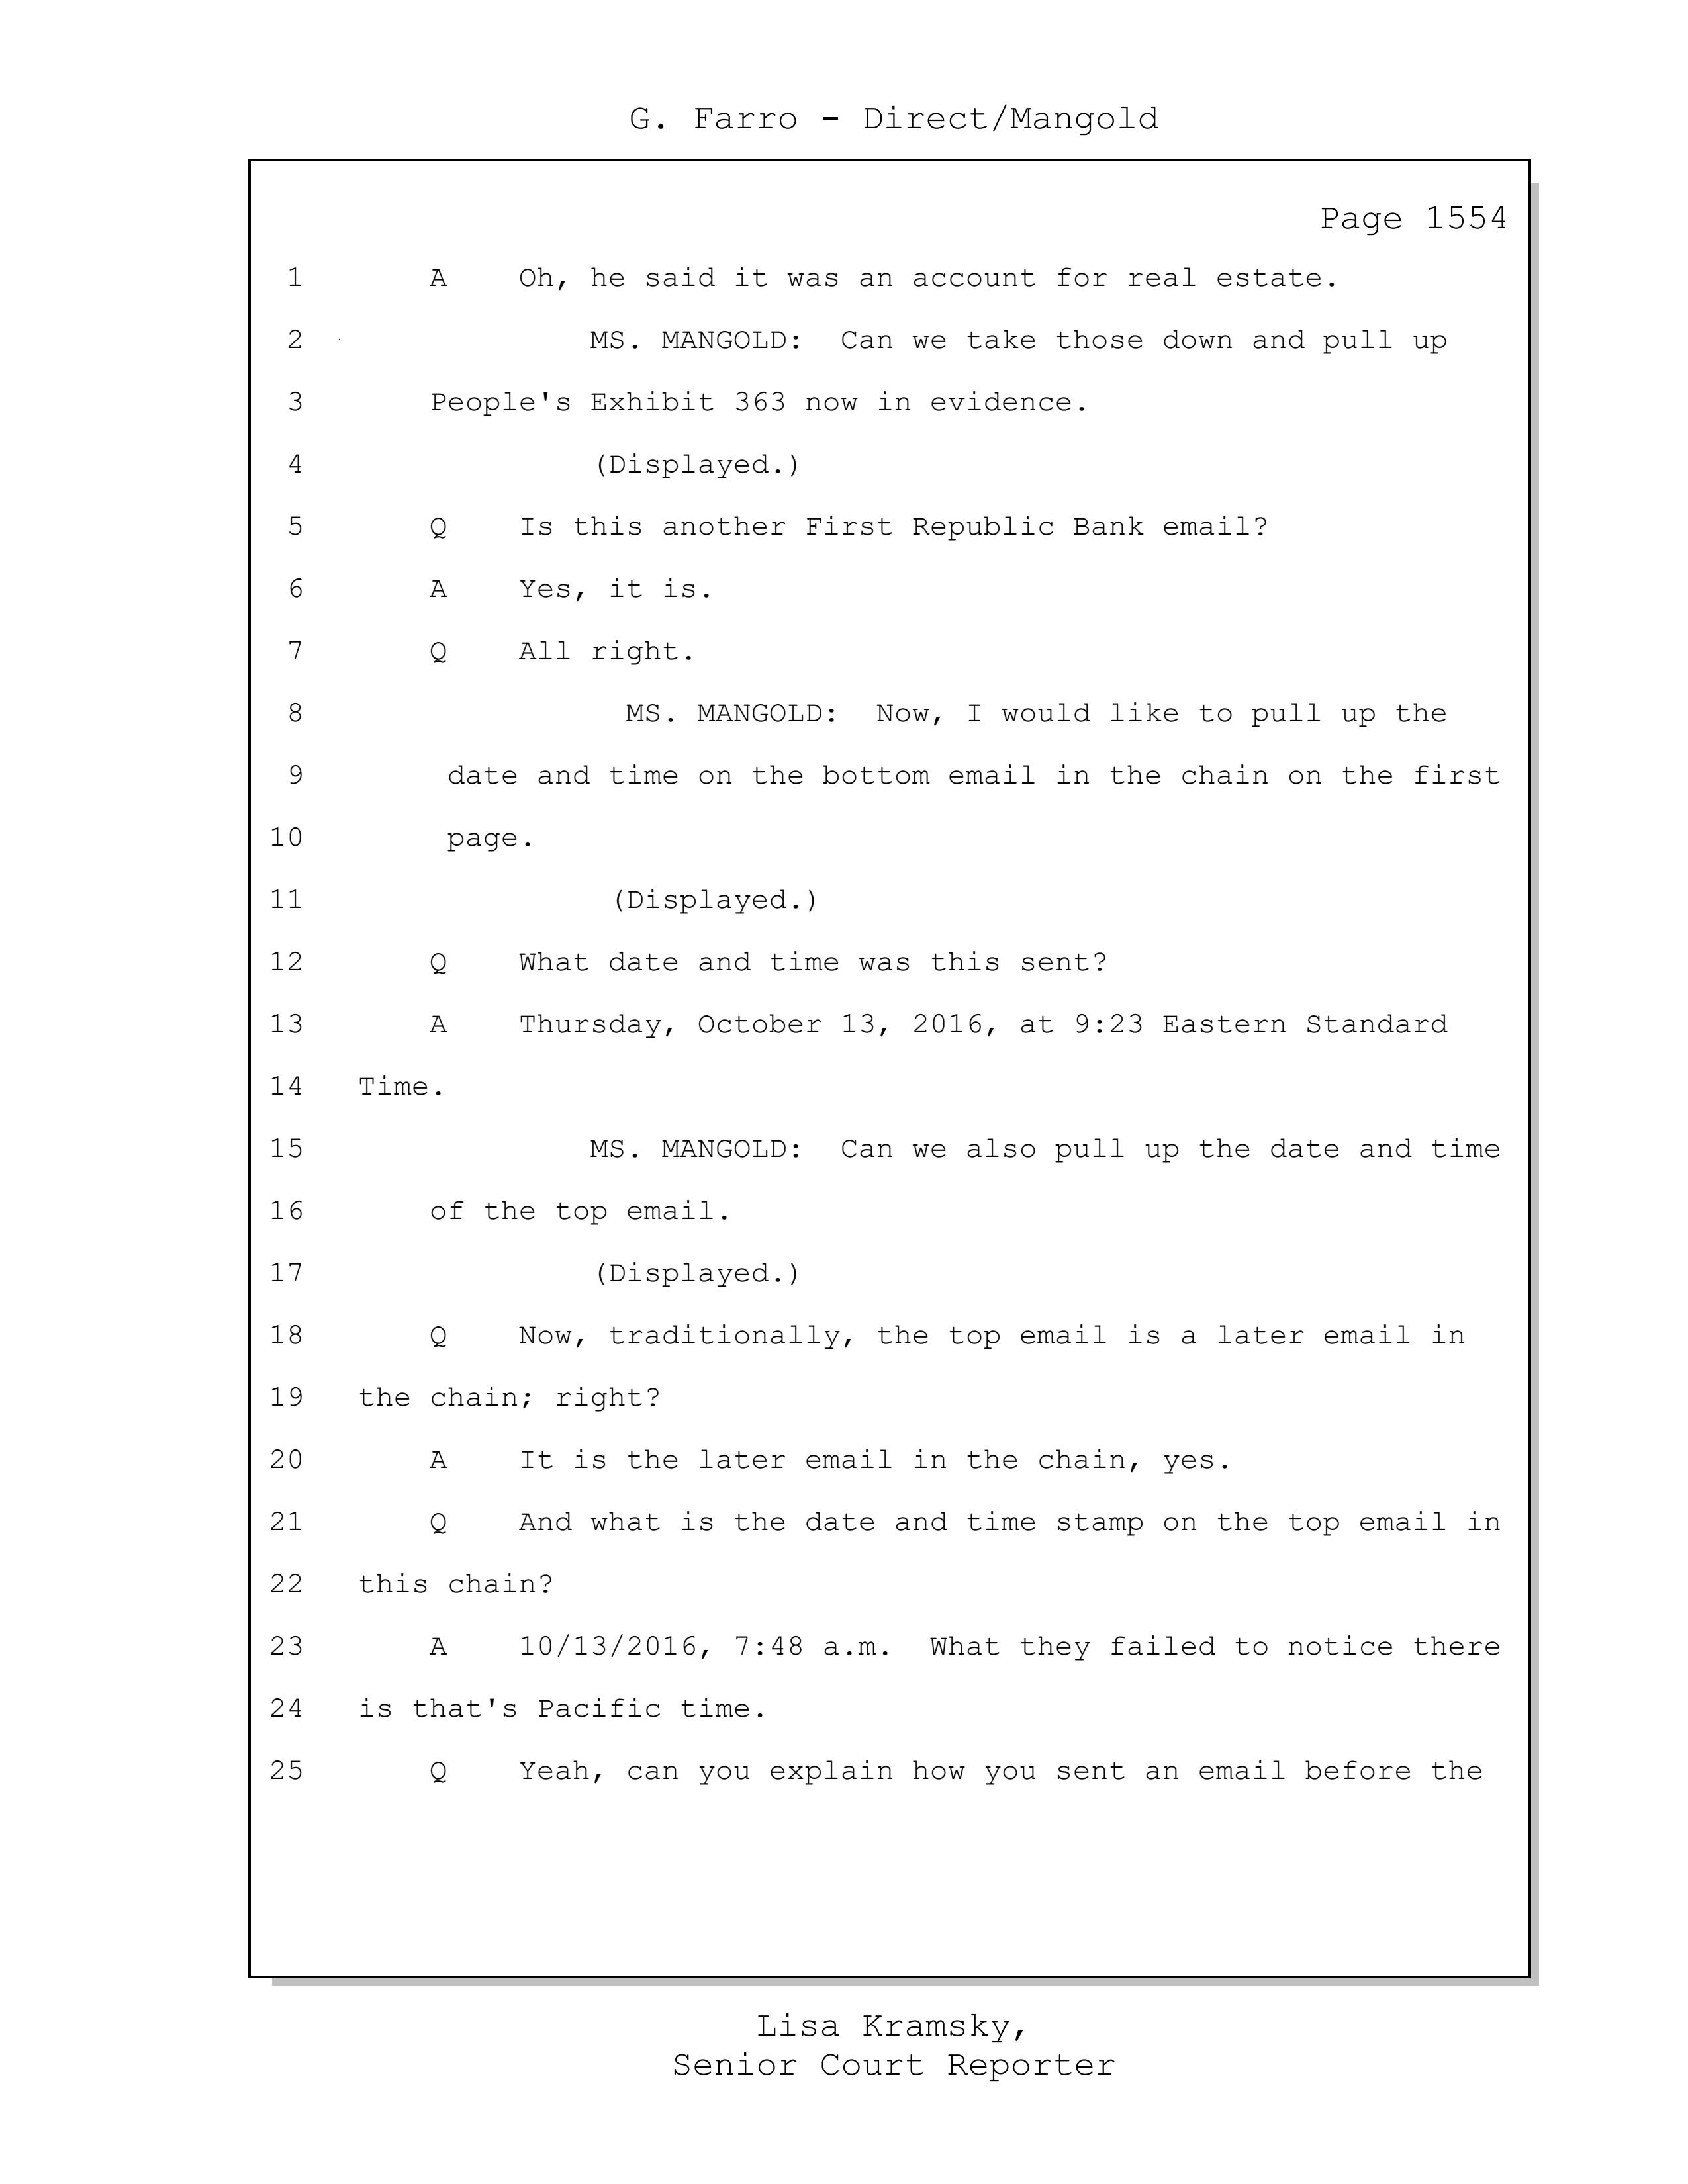 G. Farro - Direct/Mangold
Page 1554
1 A Oh, he said it was an account for real estate.
2 MS. MANGOLD: Can we take those down and pull up
3 People's Exhibit 363 now in evidence.
4 (Displayed.)
5 Q Is this another First Republic Bank email?
6 A Yes, it is.
7 Q All right.
8 MS. MANGOLD: Now, I would like to pull up the
9 date and time on the bottom email in the chain on the first
10 page.
11 (Displayed.)
12 Q What date and time was this sent?
13 A Thursday, October 13, 2016, at 9:23 Eastern Standard
14 Time.
15 MS. MANGOLD: Can we also pull up the date and time
16 of the top email.
17 (Displayed.)
18 Q Now, traditionally, the top email is a later email in
19 the chain; right?
20 A It is the later email in the chain, yes.
21 Q And what is the date and time stamp on the top email in
22 this chain?
23 A 10/13/2016, 7:48 a.m. What they failed to notice there
24 is that's Pacific time.
25 Q Yeah, can you explain how you sent an email before the
Lisa Kramsky,
Senior Court Reporter